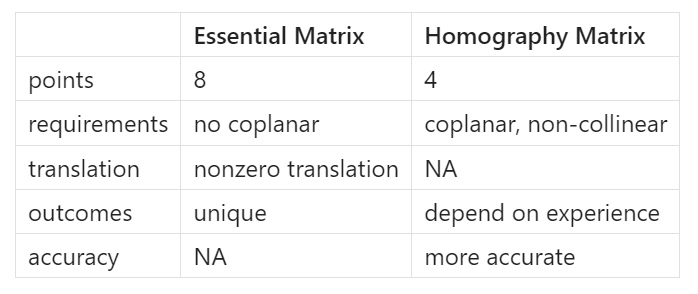 Essential Matrix Homography Matrix
points 8 4
requirements no coplanar coplanar, non-collinear
translation nonzero translation NA
outcomes unique depend on experience
accuracy NA more accurate